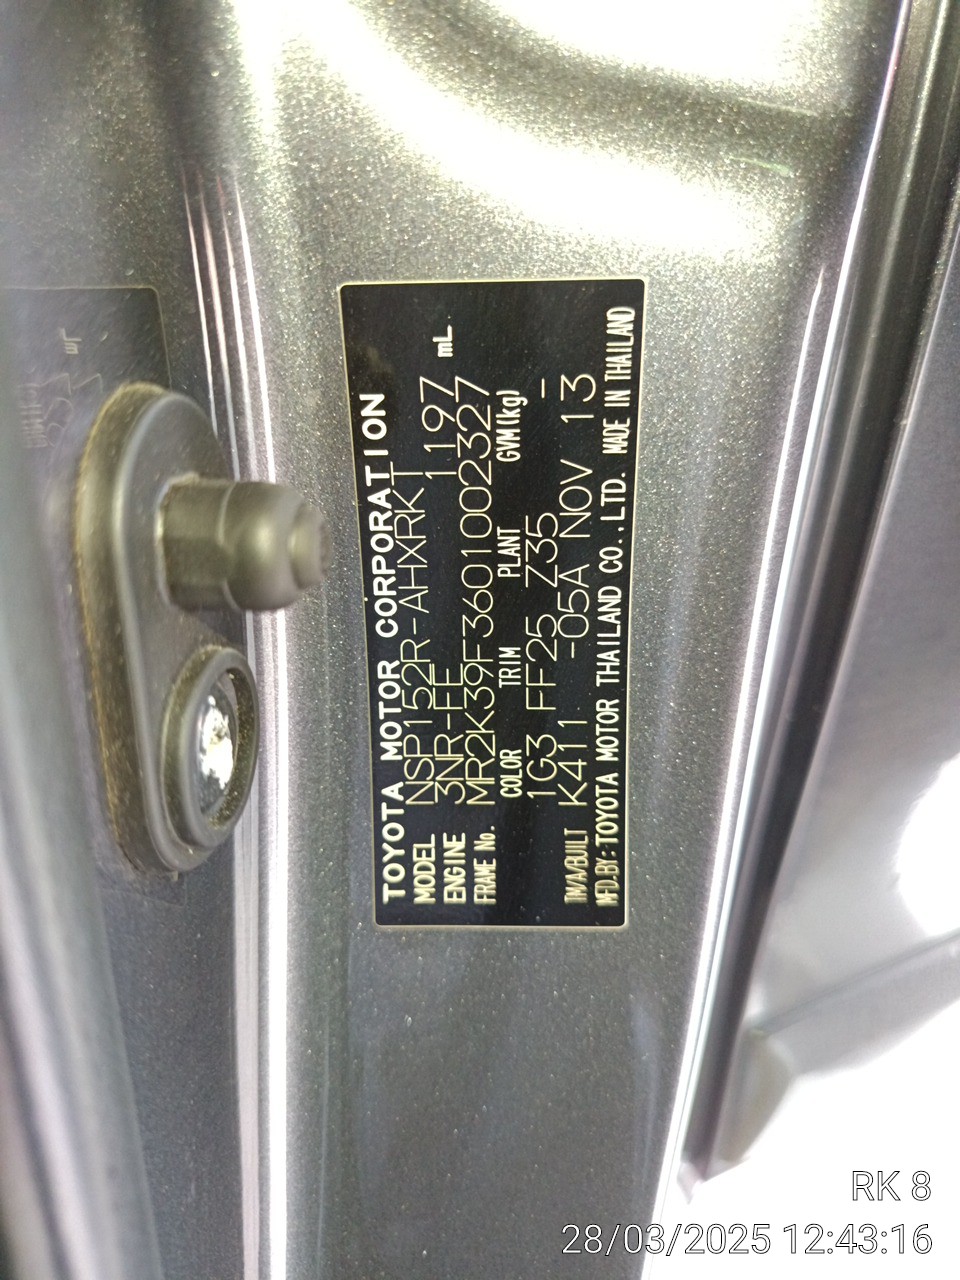 TOYOTA MOTOR CORPORATION
MODEL NSP152R-AHXRKT
ENGINE 3NR-FE 1197 mL
FRAME No. MR2K39F3601002327
COLOR TRIM PLANT GVM(kg)
1G3 FF25 Z35 -
TM/A/BUILT K411 -05A NOV 13
MFD.BY:TOYOTA MOTOR THAILAND CO.,LTD. MADE IN THAILAND
RK 8
28/03/2025 12:43:16